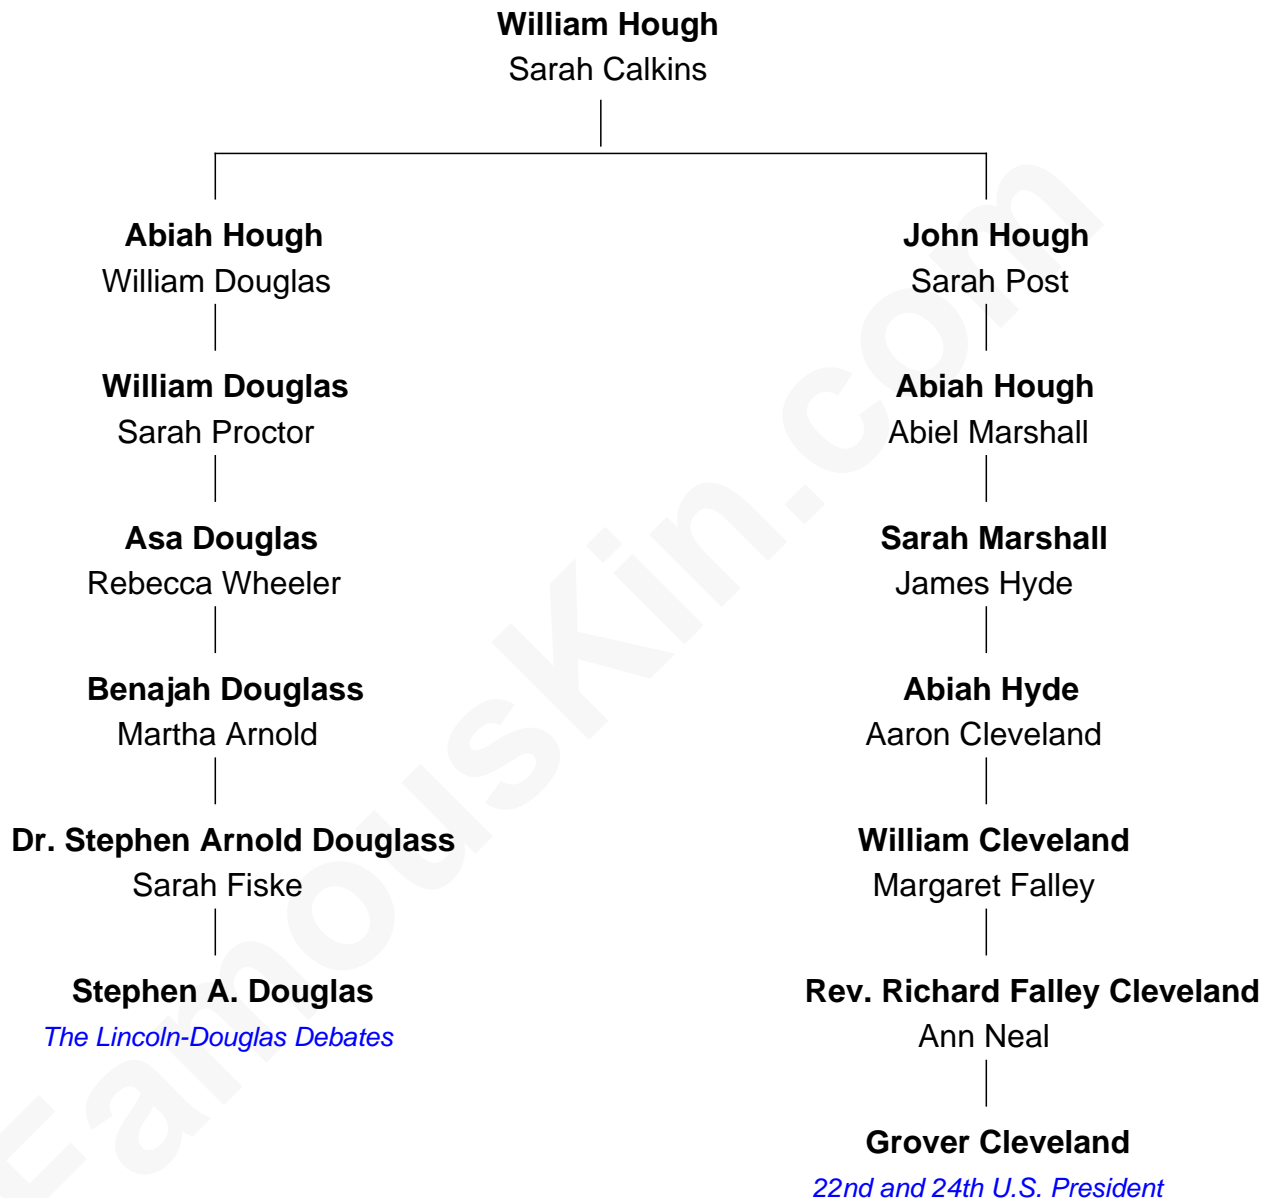 William Hough
Sarah Calkins
Abiah Hough
William Douglas
John Hough
Sarah Post
William Douglas
Sarah Proctor
Abiah Hough
Abiel Marshall
Asa Douglas
Rebecca Wheeler
Sarah Marshall
James Hyde
Benajah Douglass
Martha Arnold
Abiah Hyde
Aaron Cleveland
Dr. Stephen Arnold Douglass
Sarah Fiske
William Cleveland
Margaret Falley
Stephen A. Douglas
The Lincoln-Douglas Debates
Rev. Richard Falley Cleveland
Ann Neal
Grover Cleveland
22nd and 24th U.S. President
FamousKin.com